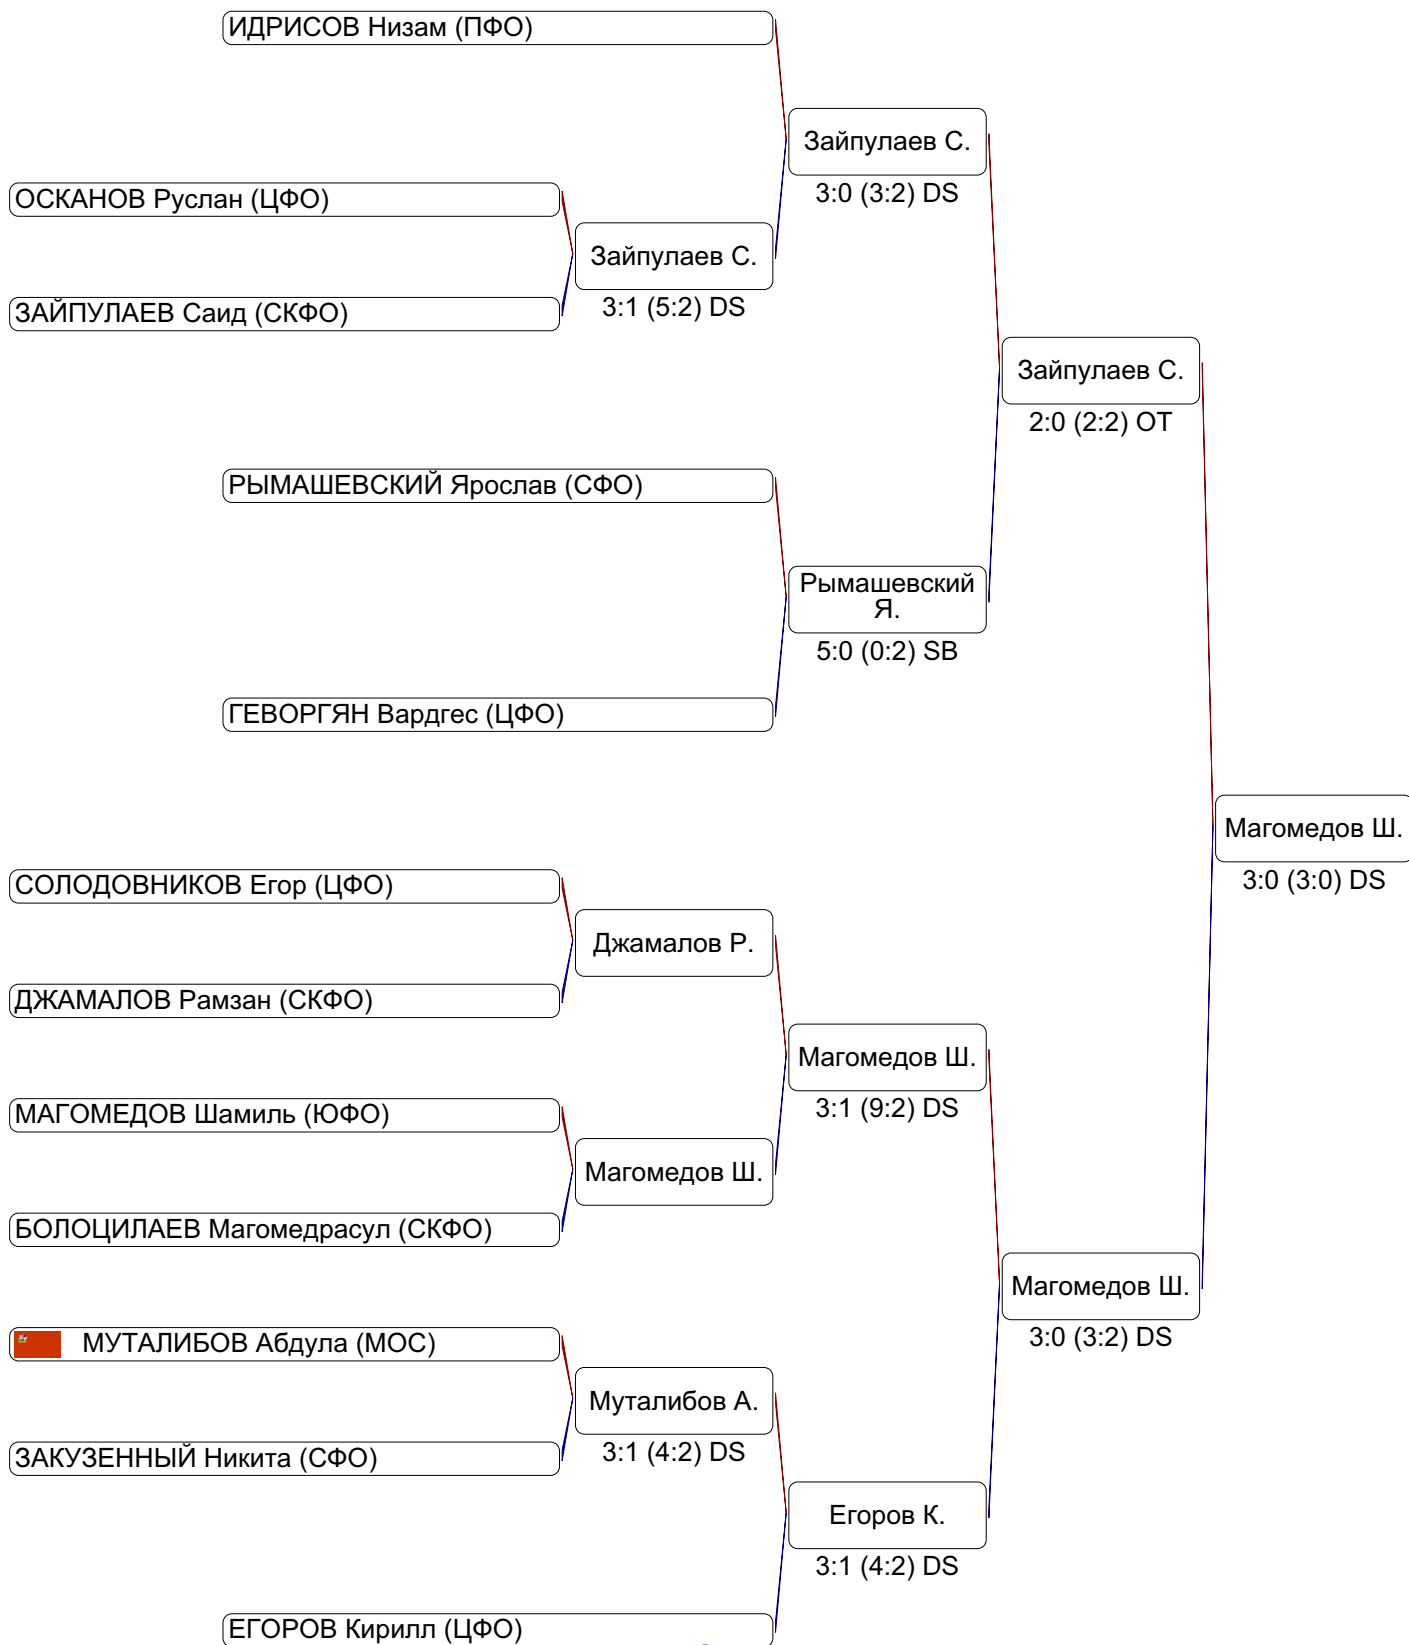 ИДРИСОВ Низам (ПФО)
Зайпулаев С.
3:0 (3:2) DS
ОСКАНОВ Руслан (ЦФО)
Зайпулаев С.
3:1 (5:2) DS
ЗАЙПУЛАЕВ Саид (СКФО)
Зайпулаев С.
2:0 (2:2) OT
РЫМАШЕВСКИЙ Ярослав (СФО)
Рымашевский
Я.
5:0 (0:2) SB
ГЕВОРГЯН Вардгес (ЦФО)
Магомедов Ш.
3:0 (3:0) DS
СОЛОДОВНИКОВ Егор (ЦФО)
Джамалов Р.
ДЖАМАЛОВ Рамзан (СКФО)
Магомедов Ш.
3:1 (9:2) DS
МАГОМЕДОВ Шамиль (ЮФО)
Магомедов Ш.
БОЛОЦИЛАЕВ Магомедрасул (СКФО)
Магомедов Ш.
3:0 (3:2) DS
МУТАЛИБОВ Абдула (МОС)
Муталибов А.
3:1 (4:2) DS
ЗАКУЗЕННЫЙ Никита (СФО)
Егоров К.
3:1 (4:2) DS
ЕГОРОВ Кирилл (ЦФО)